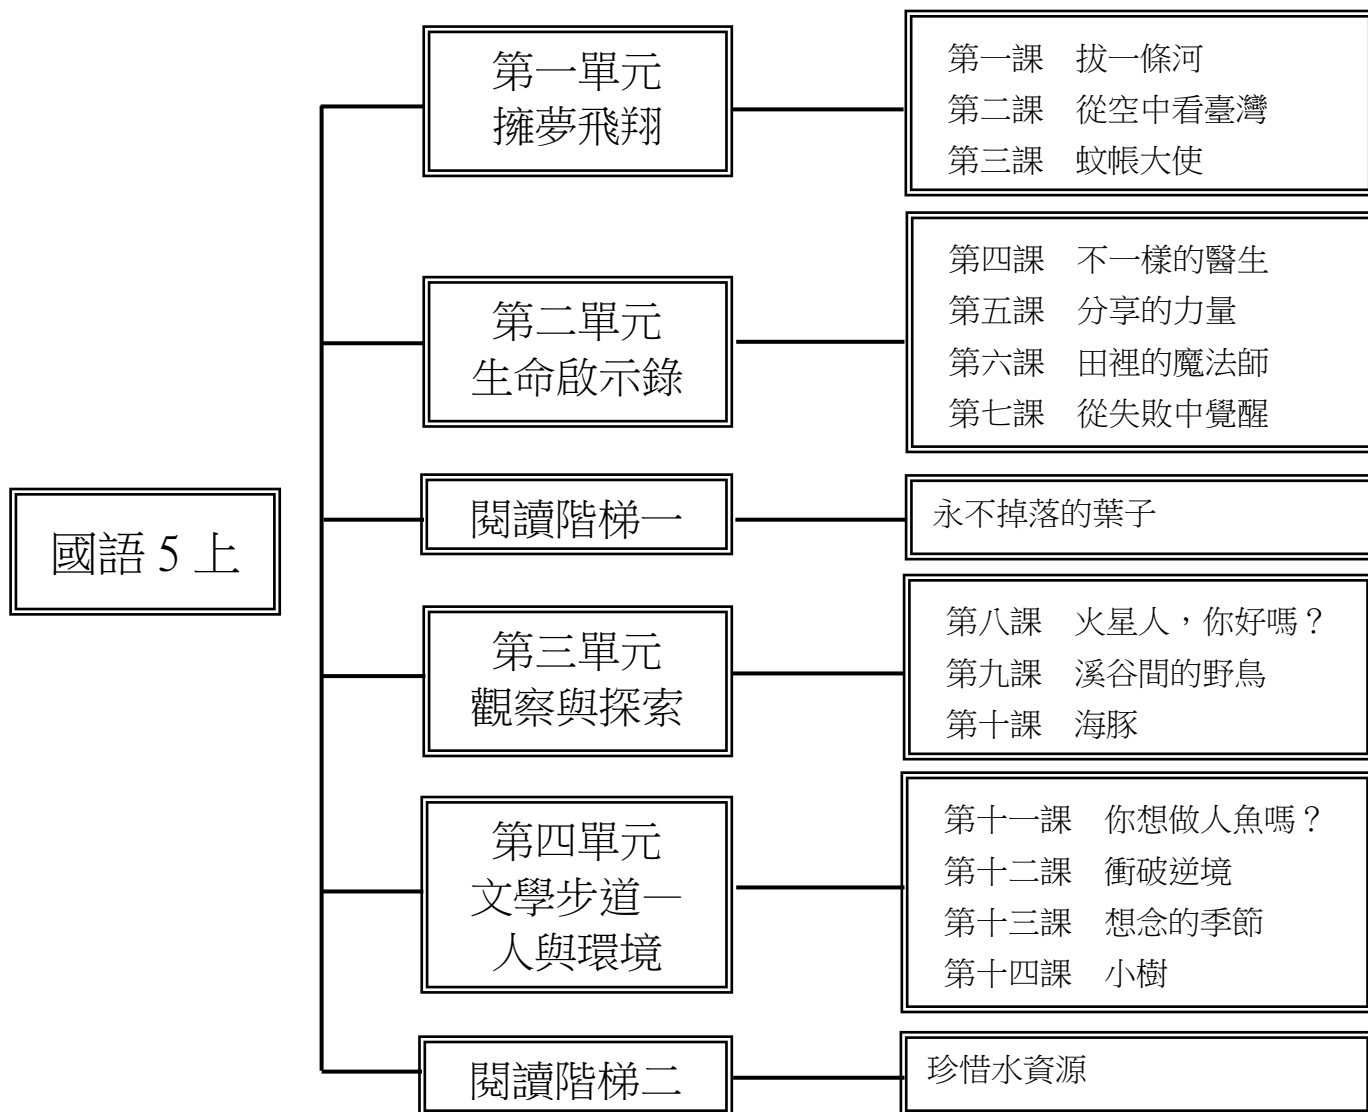 國語 5 上
第一單元
擁夢飛翔
第一課　拔一條河
第二課　從空中看臺灣
第三課　蚊帳大使
第二單元
生命啟示錄
第四課　不一樣的醫生
第五課　分享的力量
第六課　田裡的魔法師
第七課　從失敗中覺醒
閱讀階梯一
永不掉落的葉子
第三單元
觀察與探索
第八課　火星人，你好嗎？
第九課　溪谷間的野鳥
第十課　海豚
第四單元
文學步道—
人與環境
第十一課　你想做人魚嗎？
第十二課　衝破逆境
第十三課　想念的季節
第十四課　小樹
閱讀階梯二
珍惜水資源